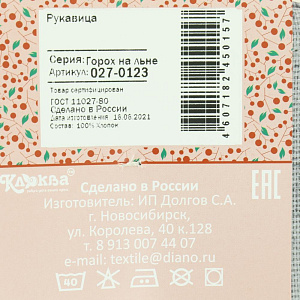 Рукавица
Серия: Горох на льне
Артикул: 027-0123
Товар сертифицирован
ГОСТ 11027-80
Сделано в России
Дата изготовления: 16.06.2021
Состав: 100% Хлопок
4607182450157
Клюква
Сделано в России
EAC
Изготовитель: ИП Долгов С.А.
г. Новосибирск,
ул. Королева, 40 к.128
т. 8 913 007 44 07
e-mail: textile@diano.ru
40